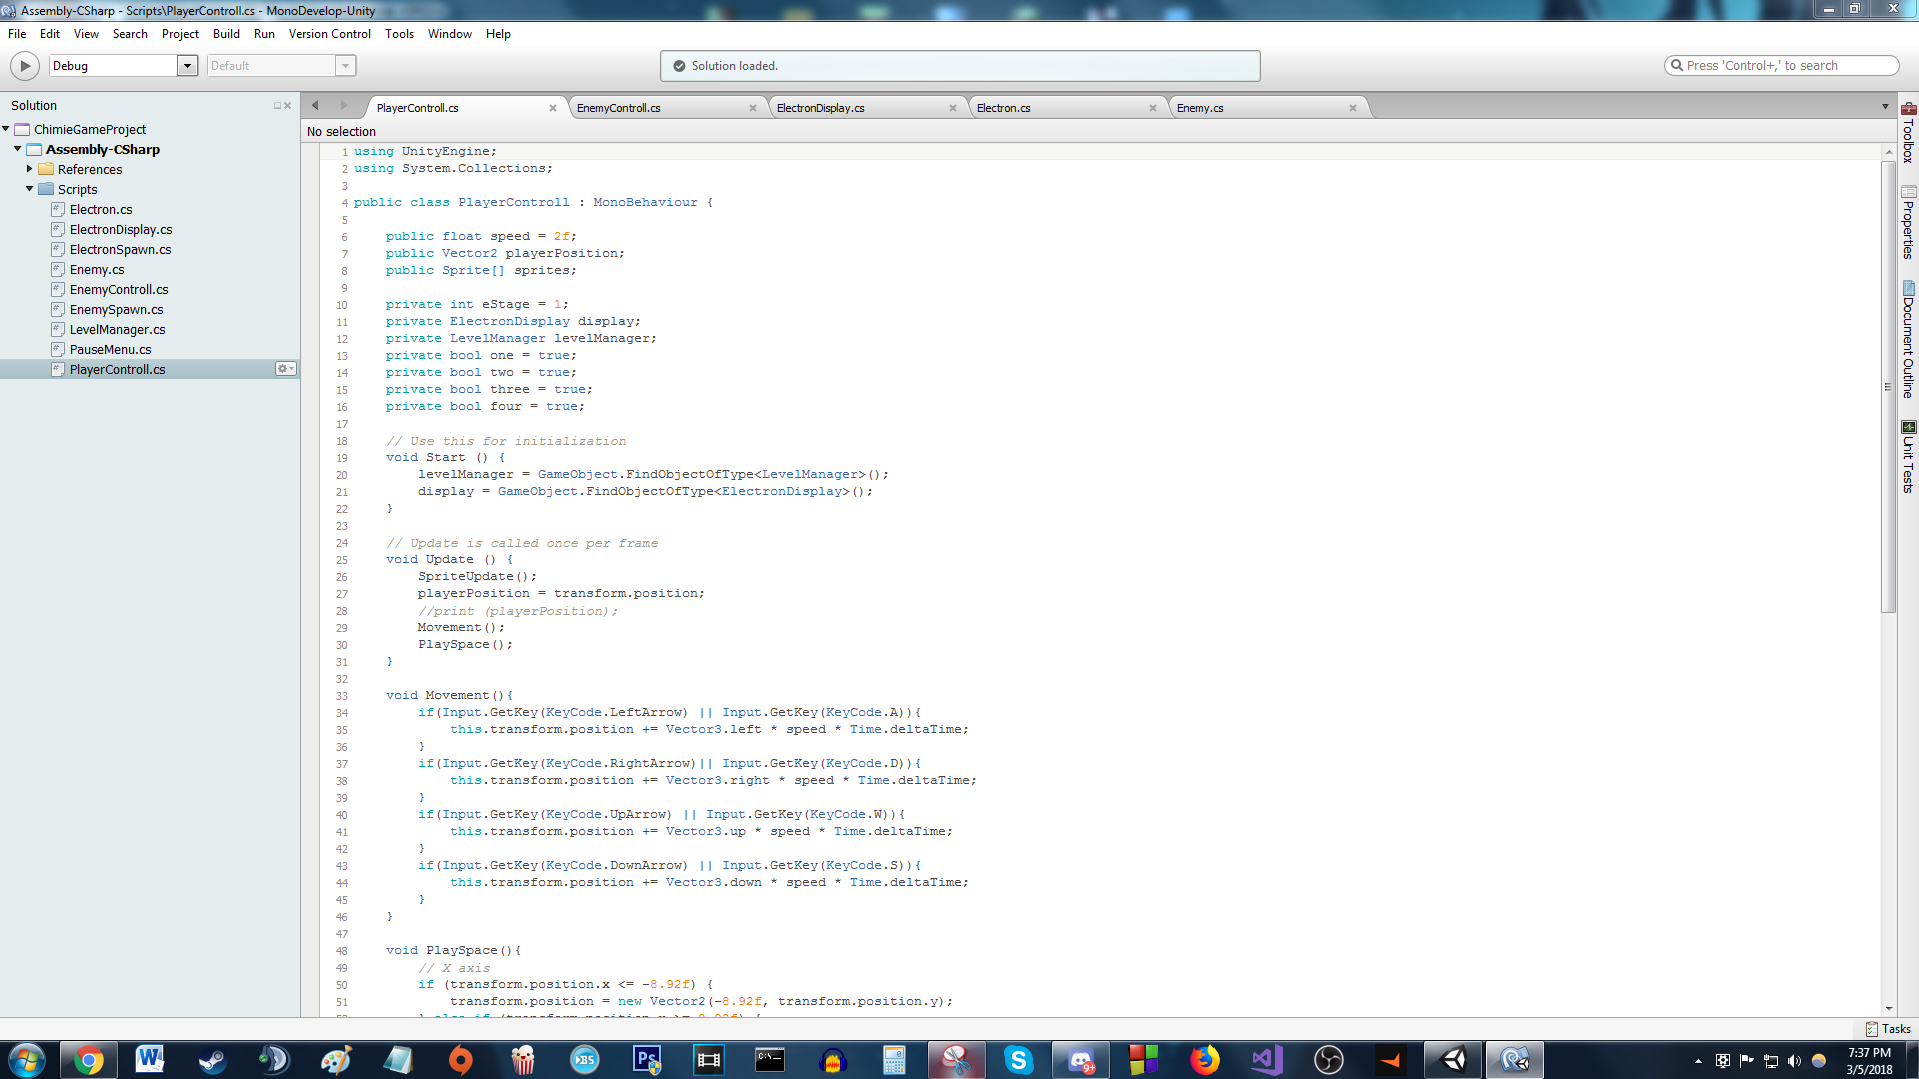 Assembly-CSharp - Scripts\PlayerControll.cs - MonoDevelop-Unity
File Edit View Search Project Build Run Version Control Tools Window Help
Debug
Default
Solution loaded.
Press 'Control+,' to search
Solution
ChimieGameProject
Assembly-CSharp
References
Scripts
Electron.cs
ElectronDisplay.cs
ElectronSpawn.cs
Enemy.cs
EnemyControll.cs
EnemySpawn.cs
LevelManager.cs
PauseMenu.cs
PlayerControll.cs
PlayerControll.cs EnemyControll.cs ElectronDisplay.cs Electron.cs Enemy.cs
No selection
1 using UnityEngine;
2 using System.Collections;
3
4 public class PlayerControll : MonoBehaviour {
5
6 public float speed = 2f;
7 public Vector2 playerPosition;
8 public Sprite[] sprites;
9
10 private int eStage = 1;
11 private ElectronDisplay display;
12 private LevelManager levelManager;
13 private bool one = true;
14 private bool two = true;
15 private bool three = true;
16 private bool four = true;
17
18 // Use this for initialization
19 void Start () {
20 levelManager = GameObject.FindObjectOfType<LevelManager>();
21 display = GameObject.FindObjectOfType<ElectronDisplay>();
22 }
23
24 // Update is called once per frame
25 void Update () {
26 SpriteUpdate();
27 playerPosition = transform.position;
28 //print (playerPosition);
29 Movement();
30 PlaySpace();
31 }
32
33 void Movement(){
34 if(Input.GetKey(KeyCode.LeftArrow) || Input.GetKey(KeyCode.A)){
35 this.transform.position += Vector3.left * speed * Time.deltaTime;
36 }
37 if(Input.GetKey(KeyCode.RightArrow)|| Input.GetKey(KeyCode.D)){
38 this.transform.position += Vector3.right * speed * Time.deltaTime;
39 }
40 if(Input.GetKey(KeyCode.UpArrow) || Input.GetKey(KeyCode.W)){
41 this.transform.position += Vector3.up * speed * Time.deltaTime;
42 }
43 if(Input.GetKey(KeyCode.DownArrow) || Input.GetKey(KeyCode.S)){
44 this.transform.position += Vector3.down * speed * Time.deltaTime;
45 }
46 }
47
48 void PlaySpace(){
49 // X axis
50 if (transform.position.x <= -8.92f) {
51 transform.position = new Vector2(-8.92f, transform.position.y);
Toolbox
Properties
Document Outline
Unit Tests
Tasks
W
BS
Ps
C:\_
9+
7:37 PM
3/5/2018